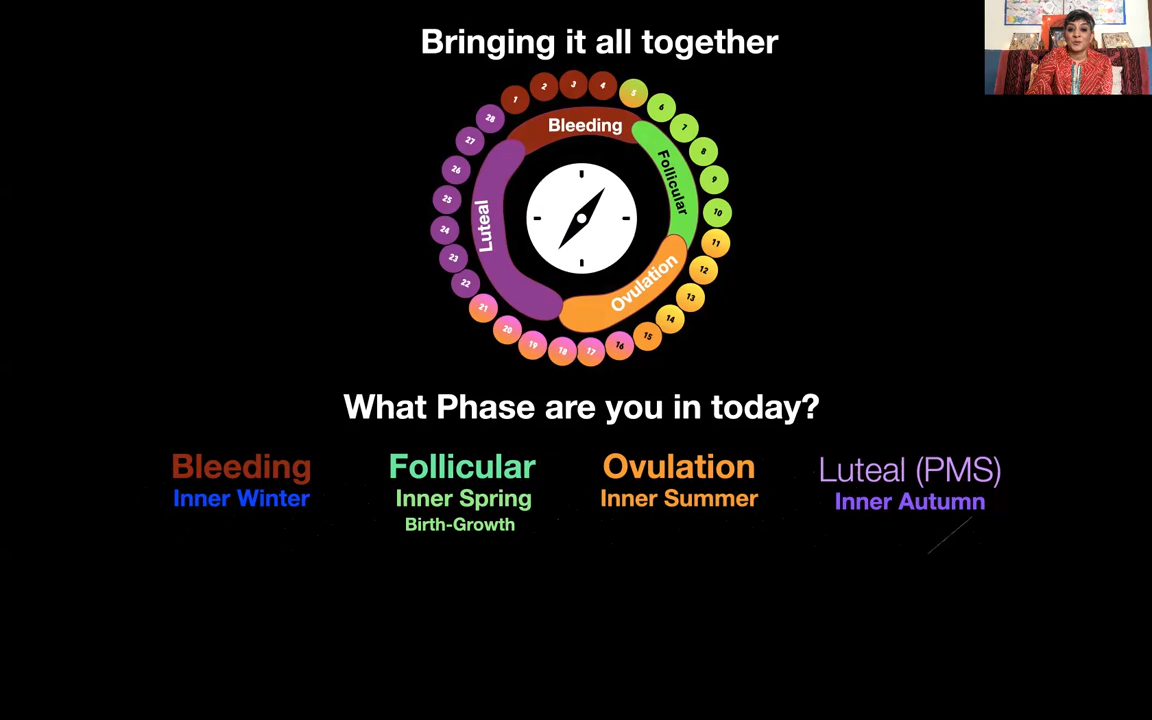 Bringing it all together
1
2
3
4
5
6
7
8
9
10
11
12
13
14
15
16
17
18
19
20
21
22
23
24
25
26
27
28
Bleeding
Follicular
Ovulation
Luteal
What Phase are you in today?
Bleeding
Inner Winter
Follicular
Inner Spring
Birth-Growth
Ovulation
Inner Summer
Luteal (PMS)
Inner Autumn